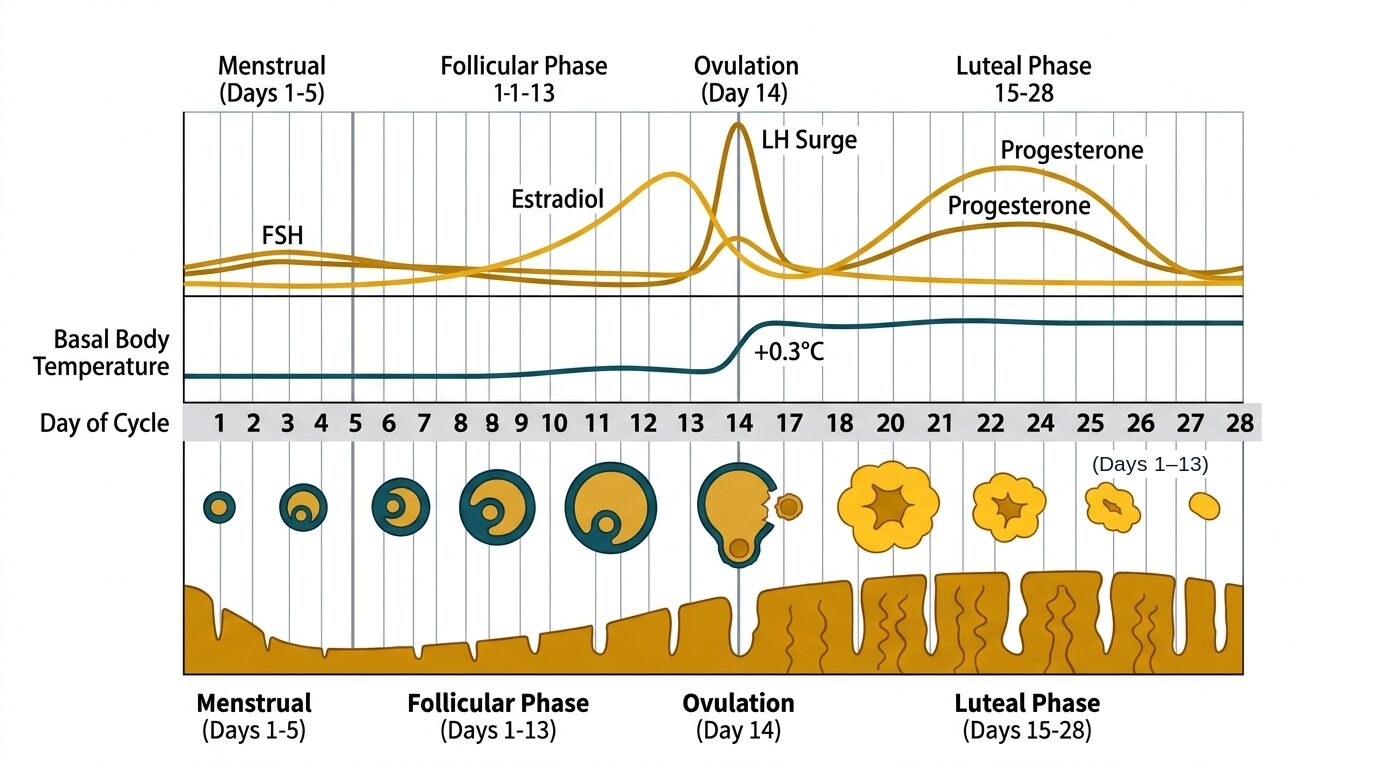 Menstrual
(Days 1-5)
Follicular Phase
1-1-13
Ovulation
(Day 14)
Luteal Phase
15-28
LH Surge
Progesterone
Estradiol
Progesterone
FSH
Basal Body
Temperature
+0.3°C
Day of Cycle 1 2 3 4 5 6 7 8 8 9 10 11 12 13 14 17 18 20 21 22 24 25 26 27 28
(Days 1–13)
Menstrual
(Days 1-5)
Follicular Phase
(Days 1-13)
Ovulation
(Day 14)
Luteal Phase
(Days 15-28)